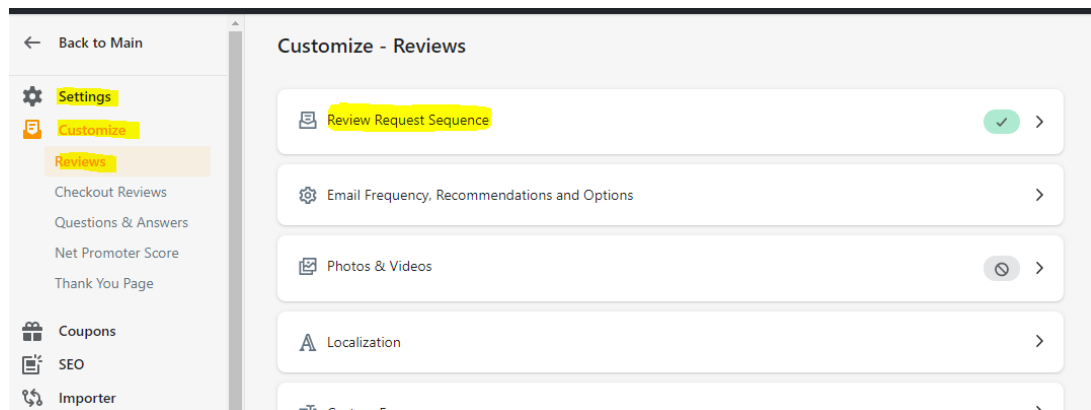 Back to Main
Settings
Customize
Reviews
Checkout Reviews
Questions & Answers
Net Promoter Score
Thank You Page
Coupons
SEO
Importer
Customize - Reviews
Review Request Sequence
Email Frequency, Recommendations and Options
Photos & Videos
Localization